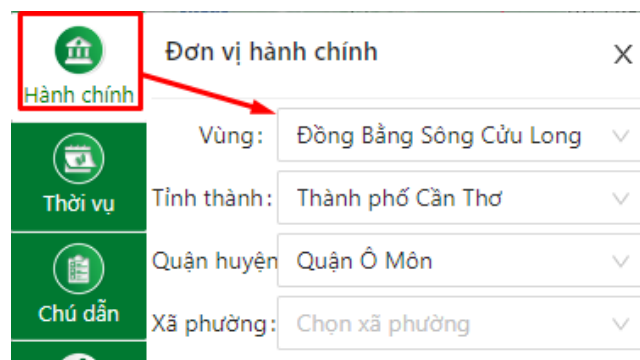 Hành chính
Đơn vị hành chính
X
Vùng: Đồng Bằng Sông Cửu Long
Thời vụ
Tỉnh thành: Thành phố Cần Thơ
Quận huyện Quận Ô Môn
Chú dẫn
Xã phường: Chọn xã phường